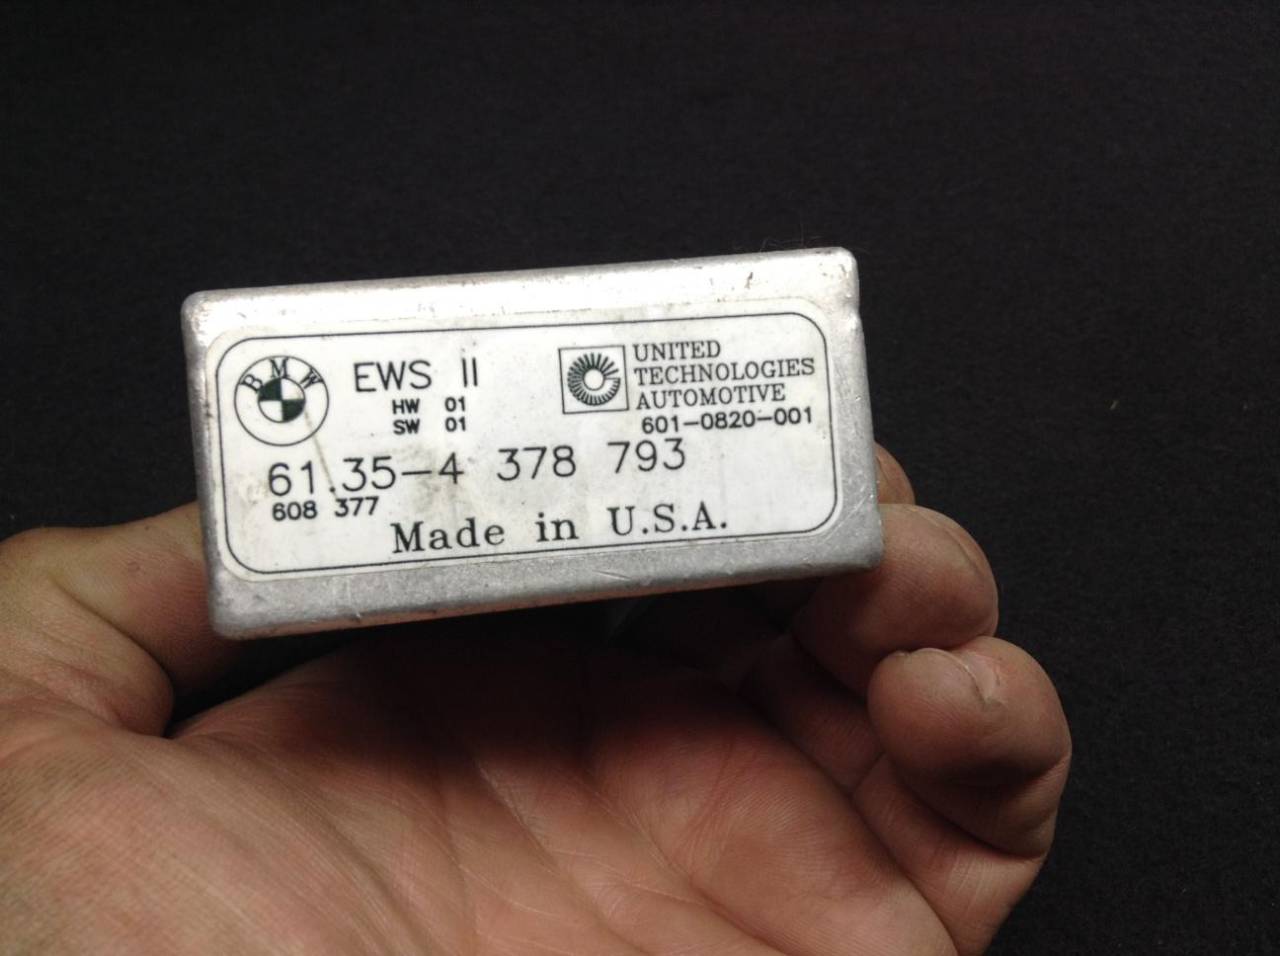 BMW
EWS II
HW 01
SW 01
UNITED
TECHNOLOGIES
AUTOMOTIVE
601-0820-001
61.35-4 378 793
608 377
Made in U.S.A.